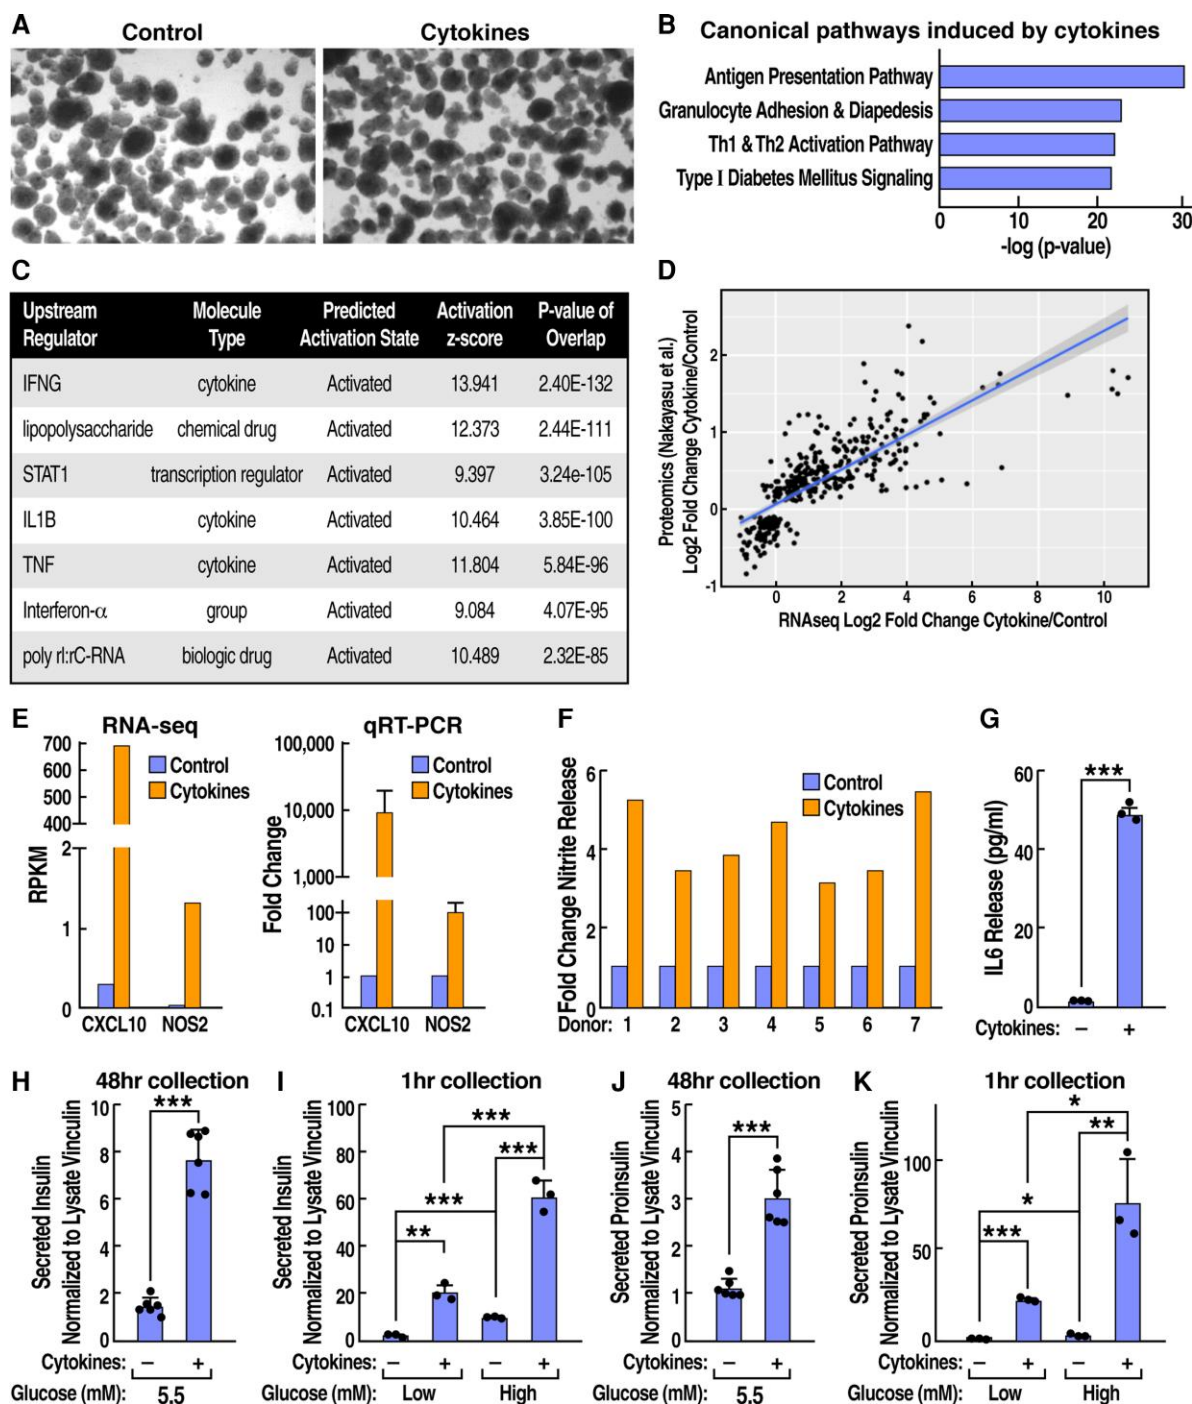 A
Control
Cytokines
B
Canonical pathways induced by cytokines
Antigen Presentation Pathway
Granulocyte Adhesion & Diapedesis
Th1 & Th2 Activation Pathway
Type I Diabetes Mellitus Signaling
0 10 20 30
-log (p-value)
C
Upstream Regulator Molecule Type Predicted Activation State Activation z-score P-value of Overlap
IFNG cytokine Activated 13.941 2.40E-132
lipopolysaccharide chemical drug Activated 12.373 2.44E-111
STAT1 transcription regulator Activated 9.397 3.24e-105
IL1B cytokine Activated 10.464 3.85E-100
TNF cytokine Activated 11.804 5.84E-96
Interferon-α group Activated 9.084 4.07E-95
poly rI:rC-RNA biologic drug Activated 10.489 2.32E-85
D
Proteomics (Nakayasu et al.)
Log2 Fold Change Cytokine/Control
2
1
0
-1
0 2 4 6 8 10
RNAseq Log2 Fold Change Cytokine/Control
E
RNA-seq
Control
Cytokines
RPKM
700
600
500
400
2
1
0
CXCL10 NOS2
qRT-PCR
Control
Cytokines
Fold Change
100,000
10,000
1,000
100
10
1
0.1
CXCL10 NOS2
F
Control
Cytokines
Fold Change Nitrite Release
6
4
2
0
Donor: 1 2 3 4 5 6 7
G
IL6 Release (pg/ml)
60
40
20
0
***
Cytokines: – +
H
48hr collection
Secreted Insulin
Normalized to Lysate Vinculin
10
8
6
4
2
0
***
Cytokines: – +
Glucose (mM): 5.5
I
1hr collection
Secreted Insulin
Normalized to Lysate Vinculin
100
80
60
40
20
0
***
***
***
**
Cytokines: – + – +
Glucose (mM): Low High
J
48hr collection
Secreted Proinsulin
Normalized to Lysate Vinculin
5
4
3
2
1
0
***
Cytokines: – +
Glucose (mM): 5.5
K
1hr collection
Secreted Proinsulin
Normalized to Lysate Vinculin
100
50
0
*
**
*
***
Cytokines: – + – +
Glucose (mM): Low High